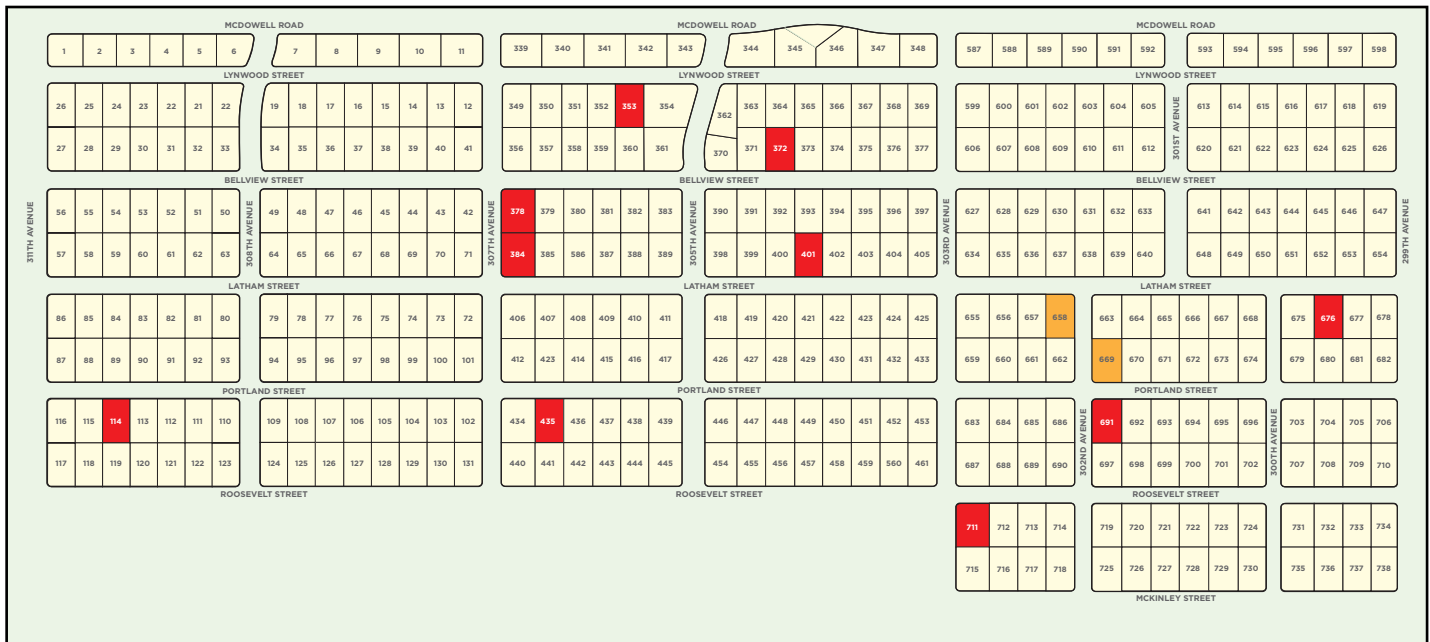 MCDOWELL ROAD MCDOWELL ROAD MCDOWELL ROAD
1 2 3 4 5 6 7 8 9 10 11 339 340 341 342 343 344 345 346 347 348 587 588 589 590 591 592 593 594 595 596 597 598
LYNWOOD STREET LYNWOOD STREET LYNWOOD STREET
26 25 24 23 22 21 22 19 18 17 16 15 14 13 12 349 350 351 352 353 354 362 363 364 365 366 367 368 369 599 600 601 602 603 604 605 613 614 615 616 617 618 619
301ST AVENUE
27 28 29 30 31 32 33 34 35 36 37 38 39 40 41 356 357 358 359 360 361 370 371 372 373 374 375 376 377 606 607 608 609 610 611 612 620 621 622 623 624 625 626
BELLVIEW STREET BELLVIEW STREET BELLVIEW STREET
56 55 54 53 52 51 50 49 48 47 46 45 44 43 42 378 379 380 381 382 383 390 391 392 393 394 395 396 397 627 628 629 630 631 632 633 641 642 643 644 645 646 647
311TH AVENUE 308TH AVENUE 307TH AVENUE 305TH AVENUE 303RD AVENUE 299TH AVENUE
57 58 59 60 61 62 63 64 65 66 67 68 69 70 71 384 385 586 387 388 389 398 399 400 401 402 403 404 405 634 635 636 637 638 639 640 648 649 650 651 652 653 654
LATHAM STREET LATHAM STREET LATHAM STREET
86 85 84 83 82 81 80 79 78 77 76 75 74 73 72 406 407 408 409 410 411 418 419 420 421 422 423 424 425 655 656 657 658 663 664 665 666 667 668 675 676 677 678
87 88 89 90 91 92 93 94 95 96 97 98 99 100 101 412 423 414 415 416 417 426 427 428 429 430 431 432 433 659 660 661 662 669 670 671 672 673 674 679 680 681 682
PORTLAND STREET PORTLAND STREET PORTLAND STREET
116 115 114 113 112 111 110 109 108 107 106 105 104 103 102 434 435 436 437 438 439 446 447 448 449 450 451 452 453 683 684 685 686 691 692 693 694 695 696 703 704 705 706
302ND AVENUE 300TH AVENUE
117 118 119 120 121 122 123 124 125 126 127 128 129 130 131 440 441 442 443 444 445 454 455 456 457 458 459 560 461 687 688 689 690 697 698 699 700 701 702 707 708 709 710
ROOSEVELT STREET ROOSEVELT STREET ROOSEVELT STREET
711 712 713 714 719 720 721 722 723 724 731 732 733 734
715 716 717 718 725 726 727 728 729 730 735 736 737 738
MCKINLEY STREET